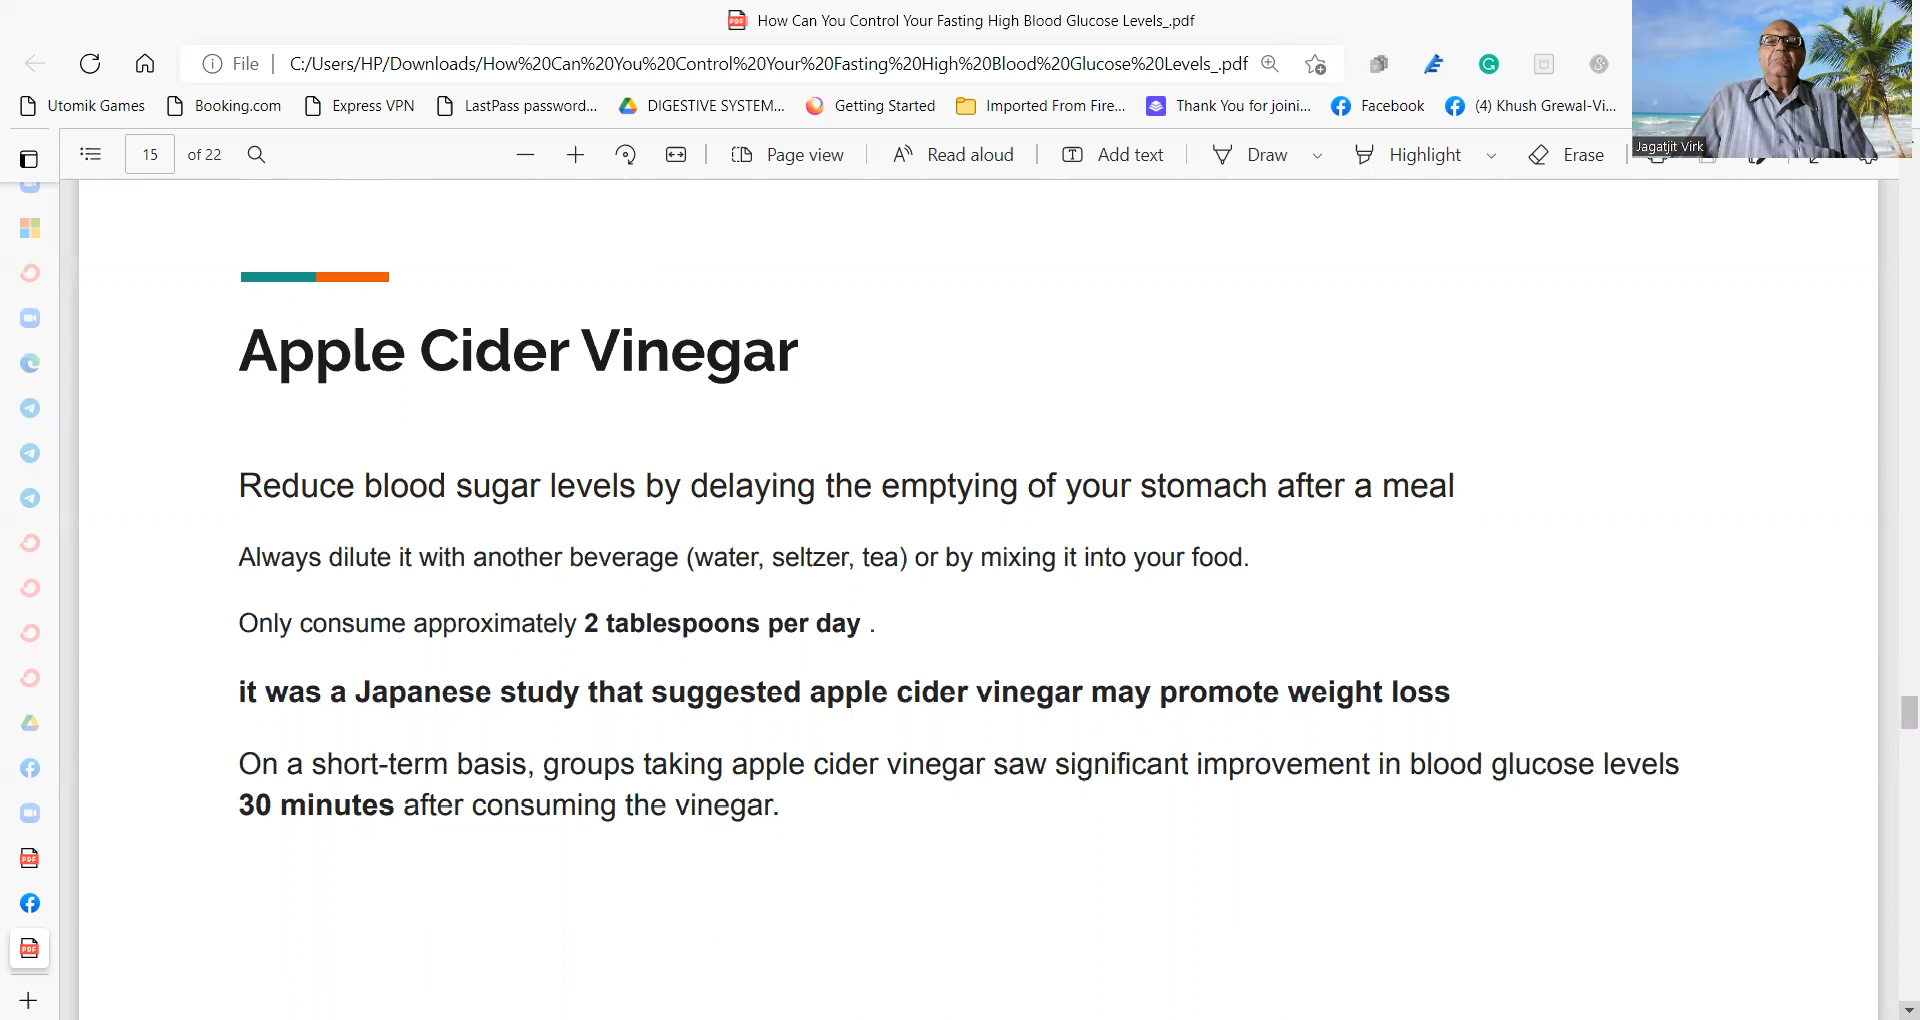 How Can You Control Your Fasting High Blood Glucose Levels_.pdf
File | C:/Users/HP/Downloads/How%20Can%20You%20Control%20Your%20Fasting%20High%20Blood%20Glucose%20Levels_.pdf
Utomik Games Booking.com Express VPN LastPass password... DIGESTIVE SYSTEM... Getting Started Imported From Fire... Thank You for joini... Facebook (4) Khush Grewal-Vi...
Jagatjit Virk
15 of 22 Page view Read aloud Add text Draw Highlight Erase
Apple Cider Vinegar
Reduce blood sugar levels by delaying the emptying of your stomach after a meal
Always dilute it with another beverage (water, seltzer, tea) or by mixing it into your food.
Only consume approximately 2 tablespoons per day .
it was a Japanese study that suggested apple cider vinegar may promote weight loss
On a short-term basis, groups taking apple cider vinegar saw significant improvement in blood glucose levels
30 minutes after consuming the vinegar.